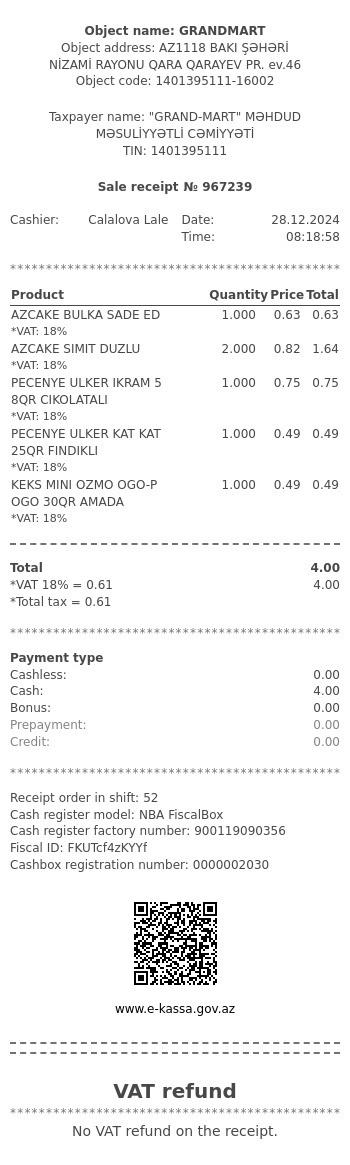 Object name: GRANDMART
Object address: AZ1118 BAKI ŞƏHƏRİ
NİZAMİ RAYONU QARA QARAYEV PR. ev.46
Object code: 1401395111-16002
Taxpayer name: "GRAND-MART" MƏHDUD
MƏSULİYYƏTLİ CƏMİYYƏTİ
TIN: 1401395111
Sale receipt № 967239
Cashier: Calalova Lale Date: 28.12.2024
Time: 08:18:58
**********************************************
Product Quantity Price Total
AZCAKE BULKA SADE ED 1.000 0.63 0.63
*VAT: 18%
AZCAKE SIMIT DUZLU 2.000 0.82 1.64
*VAT: 18%
PECENYE ULKER IKRAM 5 1.000 0.75 0.75
8QR CIKOLATALI
*VAT: 18%
PECENYE ULKER KAT KAT 1.000 0.49 0.49
25QR FINDIKLI
*VAT: 18%
KEKS MINI OZMO OGO-P 1.000 0.49 0.49
OGO 30QR AMADA
*VAT: 18%
Total 4.00
*VAT 18% = 0.61 4.00
*Total tax = 0.61
**********************************************
Payment type
Cashless: 0.00
Cash: 4.00
Bonus: 0.00
Prepayment: 0.00
Credit: 0.00
**********************************************
Receipt order in shift: 52
Cash register model: NBA FiscalBox
Cash register factory number: 900119090356
Fiscal ID: FKUTcf4zKYYf
Cashbox registration number: 0000002030
www.e-kassa.gov.az
VAT refund
**********************************************
No VAT refund on the receipt.